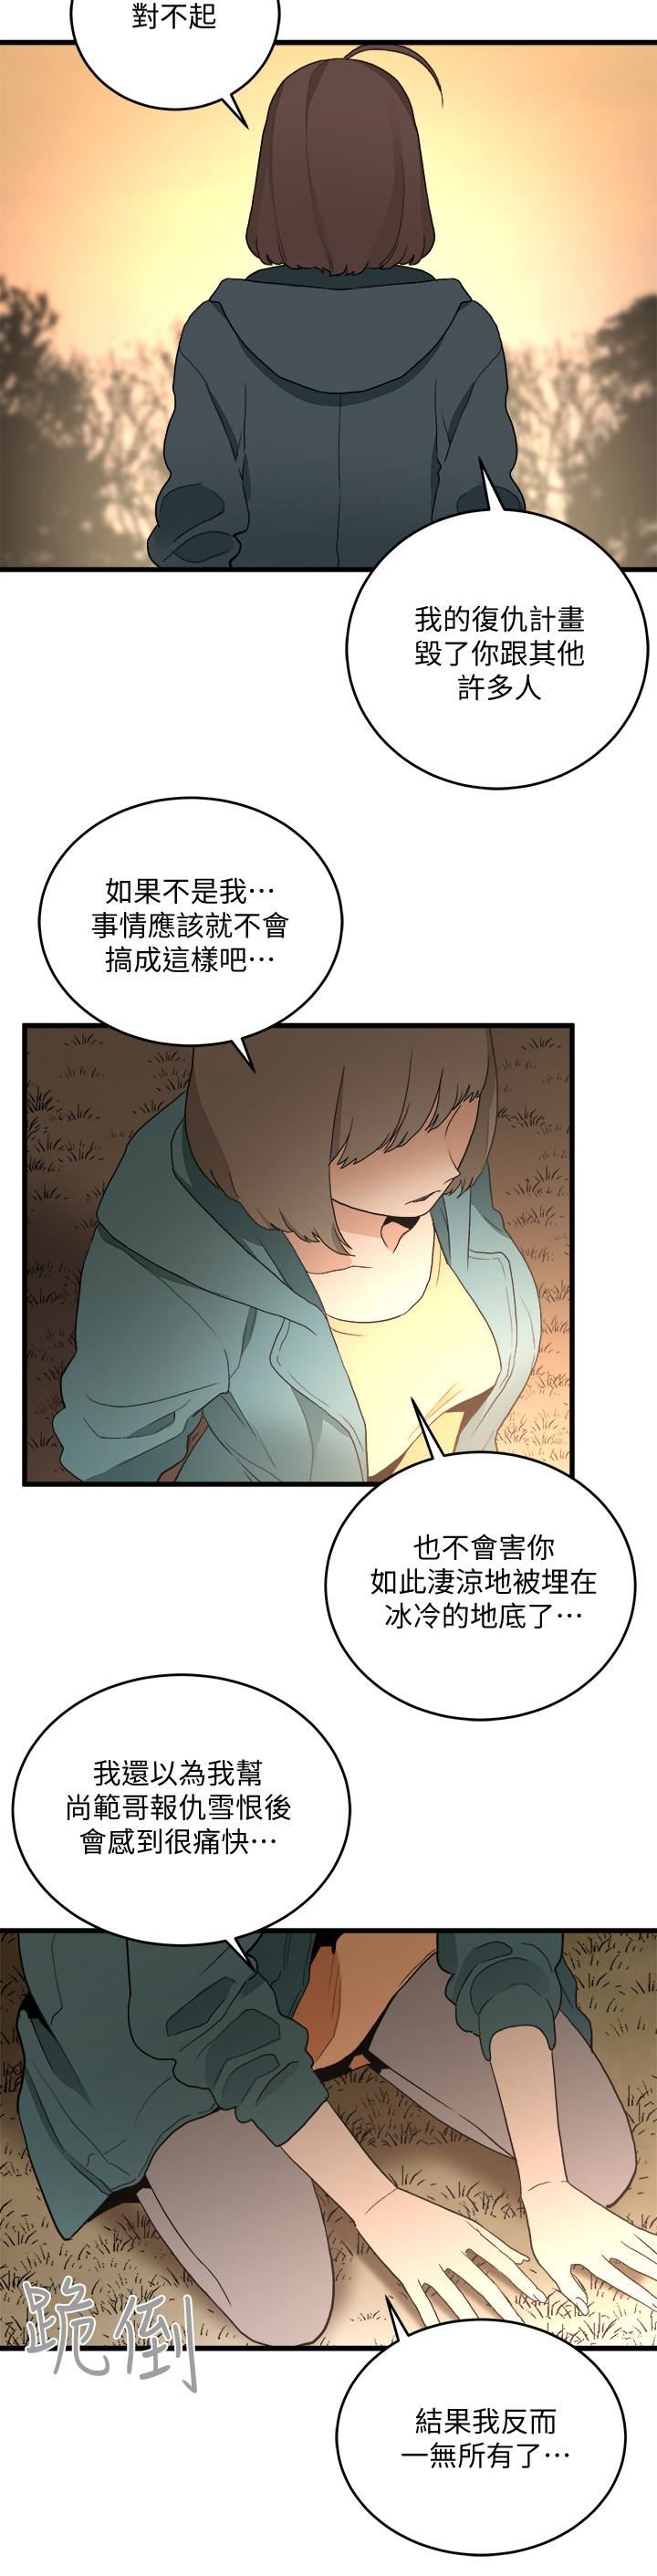 對不起
我的復仇計畫
毀了你跟其他
許多人
如果不是我…
事情應該就不會
搞成這樣吧…
也不會害你
如此淒涼地被埋在
冰冷的地底了…
我還以為我幫
尚範哥報仇雪恨後
會感到很痛快…
跪倒
結果我反而
一無所有了…